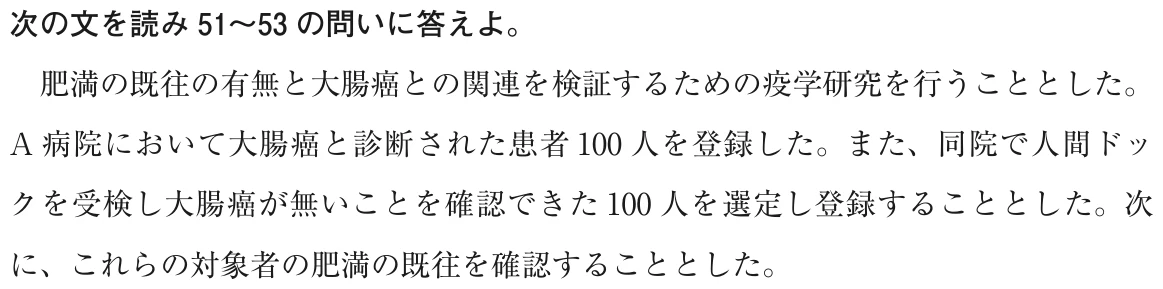 次の文を読み 51～53 の問いに答えよ。
　肥満の既往の有無と大腸癌との関連を検証するための疫学研究を行うこととした。
A 病院において大腸癌と診断された患者 100 人を登録した。また、同院で人間ドッ
クを受検し大腸癌が無いことを確認できた 100 人を選定し登録することとした。次
に、これらの対象者の肥満の既往を確認することとした。